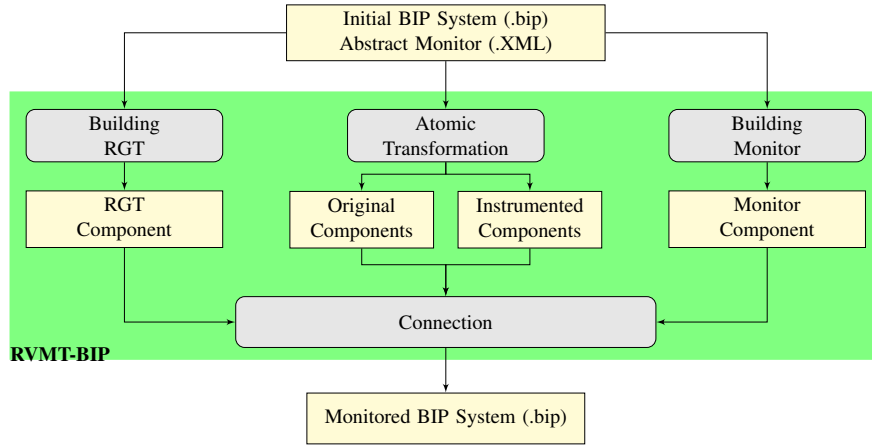 Initial BIP System (.bip)
Abstract Monitor (.XML)
Building
RGT
Atomic
Transformation
Building
Monitor
RGT
Component
Original
Components
Instrumented
Components
Monitor
Component
Connection
RVMT-BIP
Monitored BIP System (.bip)